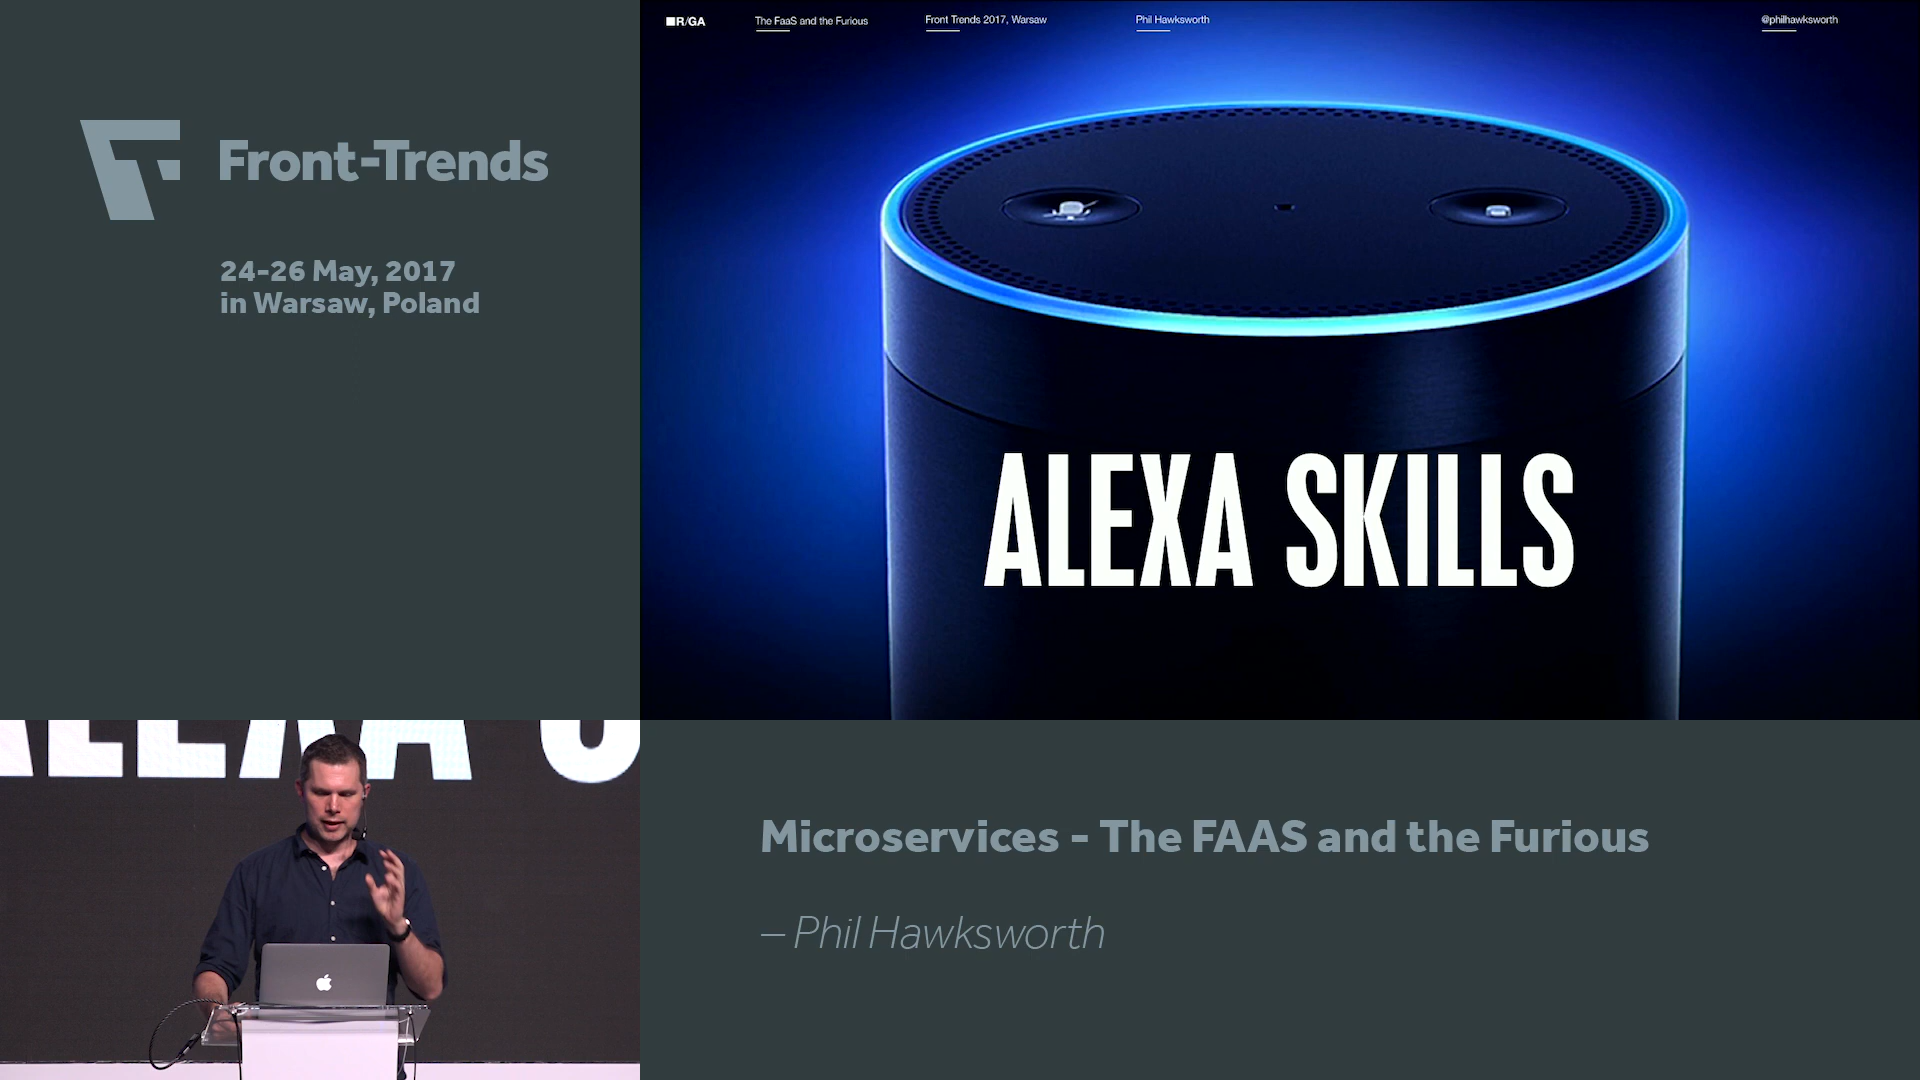 Front-Trends
24-26 May, 2017
in Warsaw, Poland
R/GA
The FaaS and the Furious
Front Trends 2017, Warsaw
Phil Hawksworth
@philhawksworth
ALEXA SKILLS
ALEXA S
Microservices - The FAAS and the Furious
– Phil Hawksworth